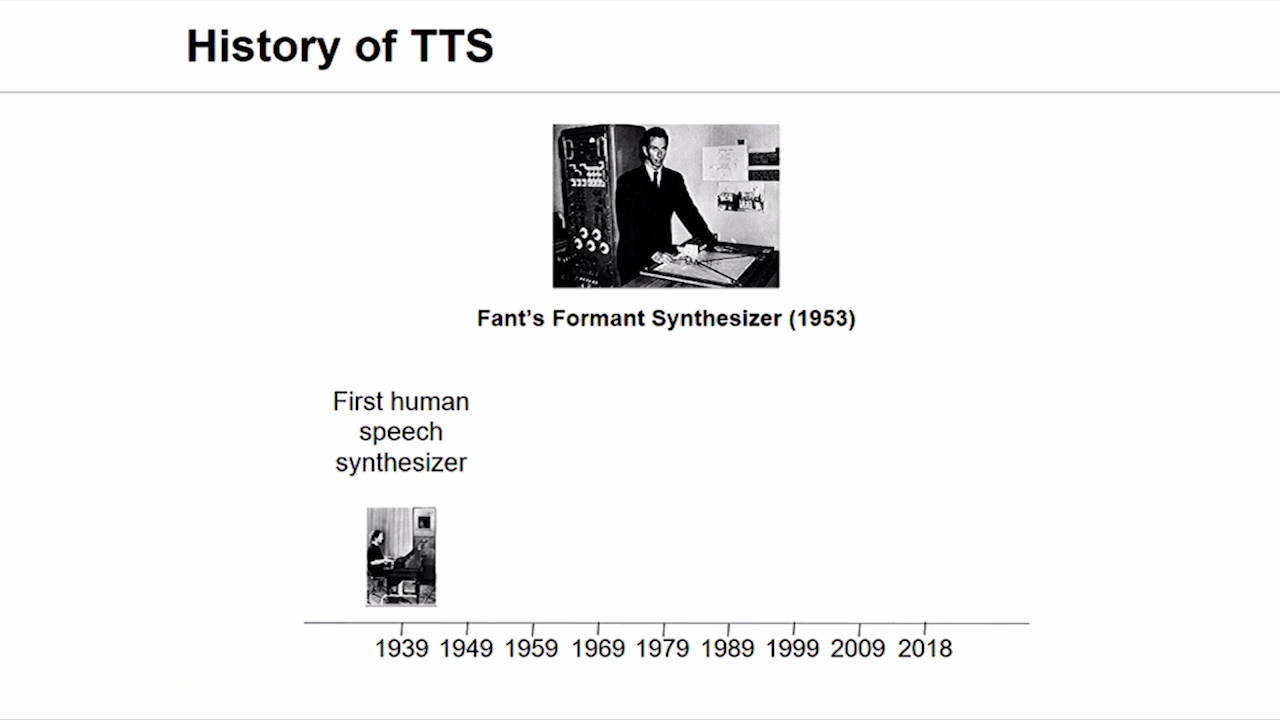 History of TTS
Fant's Formant Synthesizer (1953)
First human
speech
synthesizer
1939 1949 1959 1969 1979 1989 1999 2009 2018